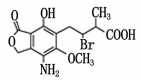 O OH CH₃
Br COOH
O
OCH₃
NH₂